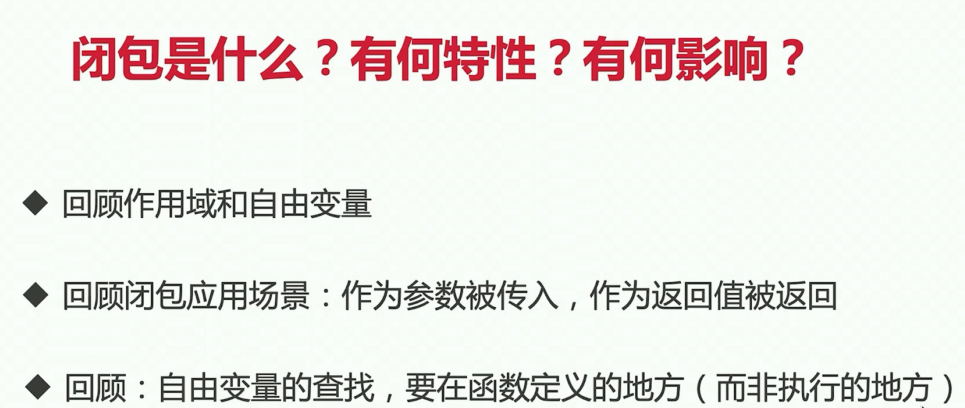 闭包是什么？有何特性？有何影响？
◆ 回顾作用域和自由变量
◆ 回顾闭包应用场景：作为参数被传入，作为返回值被返回
◆ 回顾：自由变量的查找，要在函数定义的地方（而非执行的地方）